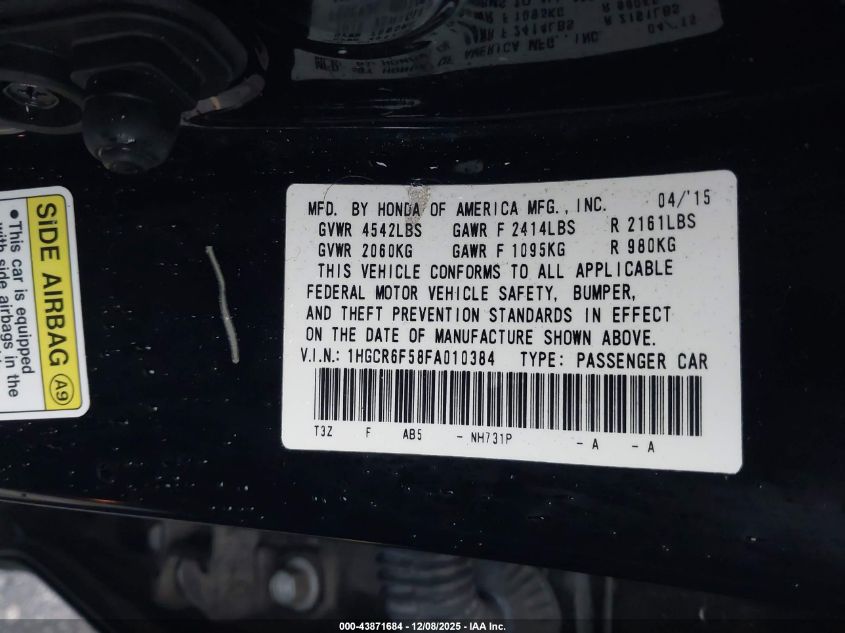 MFD. BY HONDA OF AMERICA MFG., INC. 04/'15
GVWR 4542LBS GAWR F 2414LBS R 2161LBS
GVWR 2060KG GAWR F 1095KG R 980KG
THIS VEHICLE CONFORMS TO ALL APPLICABLE
FEDERAL MOTOR VEHICLE SAFETY, BUMPER,
AND THEFT PREVENTION STANDARDS IN EFFECT
ON THE DATE OF MANUFACTURE SHOWN ABOVE.
V.I.N.: 1HGCR6F58FA010384 TYPE: PASSENGER CAR
T3Z F AB5 - NH731P - A - A
SiDE AIRBAG A9
•This car is equipped
with side airbags in the
000-43871684 - 12/08/2025 - IAA Inc.